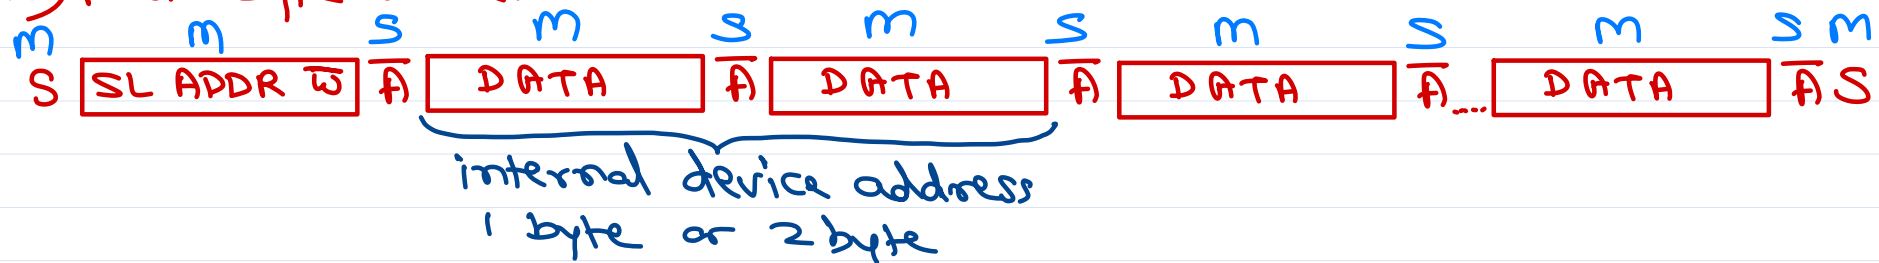 m m S m S m S m S m S m
S SL ADDR W̅ A̅ DATA A̅ DATA A̅ DATA A̅ .... DATA A̅ S
internal device address
1 byte or 2 byte